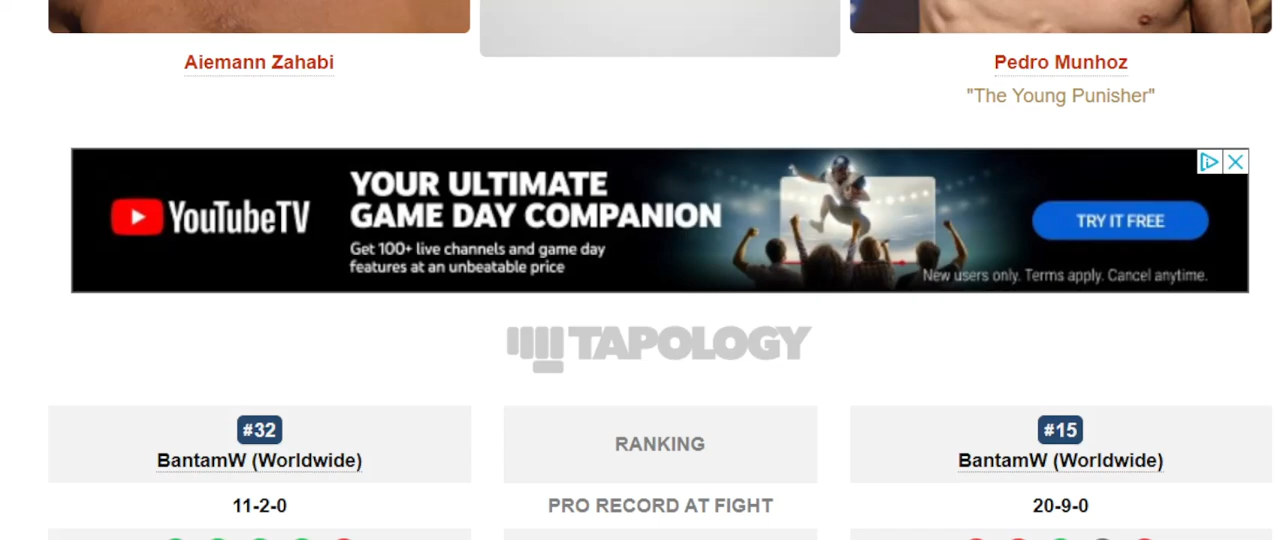 Aiemann Zahabi
Pedro Munhoz
"The Young Punisher"
YouTubeTV
YOUR ULTIMATE
GAME DAY COMPANION
Get 100+ live channels and game day
features at an unbeatable price
TRY IT FREE
New users only. Terms apply. Cancel anytime.
TAPOLOGY
#32
BantamW (Worldwide)
RANKING
#15
BantamW (Worldwide)
11-2-0
PRO RECORD AT FIGHT
20-9-0